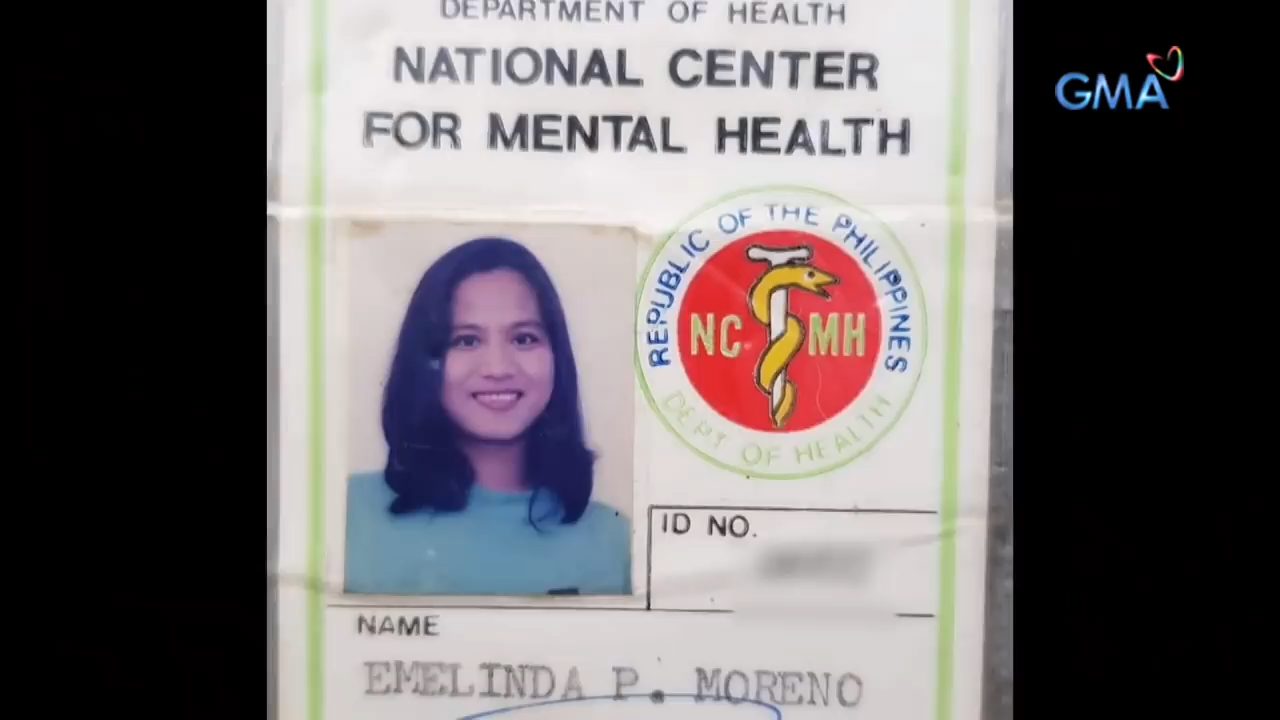 DEPARTMENT OF HEALTH
NATIONAL CENTER
FOR MENTAL HEALTH
GMA
REPUBLIC OF THE PHILIPPINES
NC MH
DEPT OF HEALTH
ID NO.
NAME
EMELINDA P. MORENO